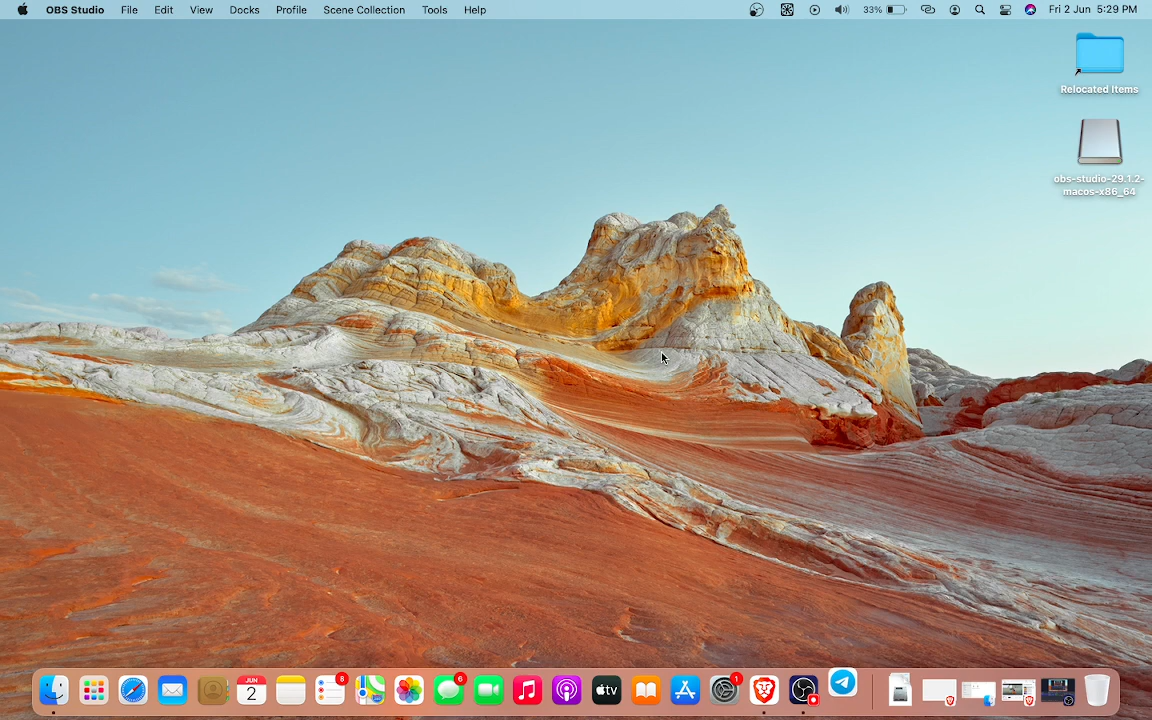 OBS Studio File Edit View Docks Profile Scene Collection Tools Help 33% Fri 2 Jun 5:29 PM
Relocated Items
obs-studio-29.1.2-
macos-x86_64
JUN
2
8
6
tv
1